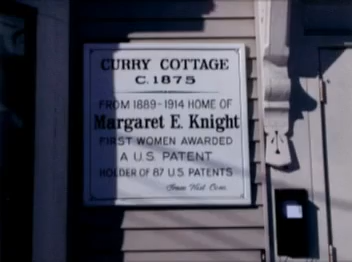 CURRY COTTAGE
C. 1875
FROM 1889-1914 HOME OF
Margaret E. Knight
FIRST WOMEN AWARDED
A U.S. PATENT
HOLDER OF 87 U.S. PATENTS